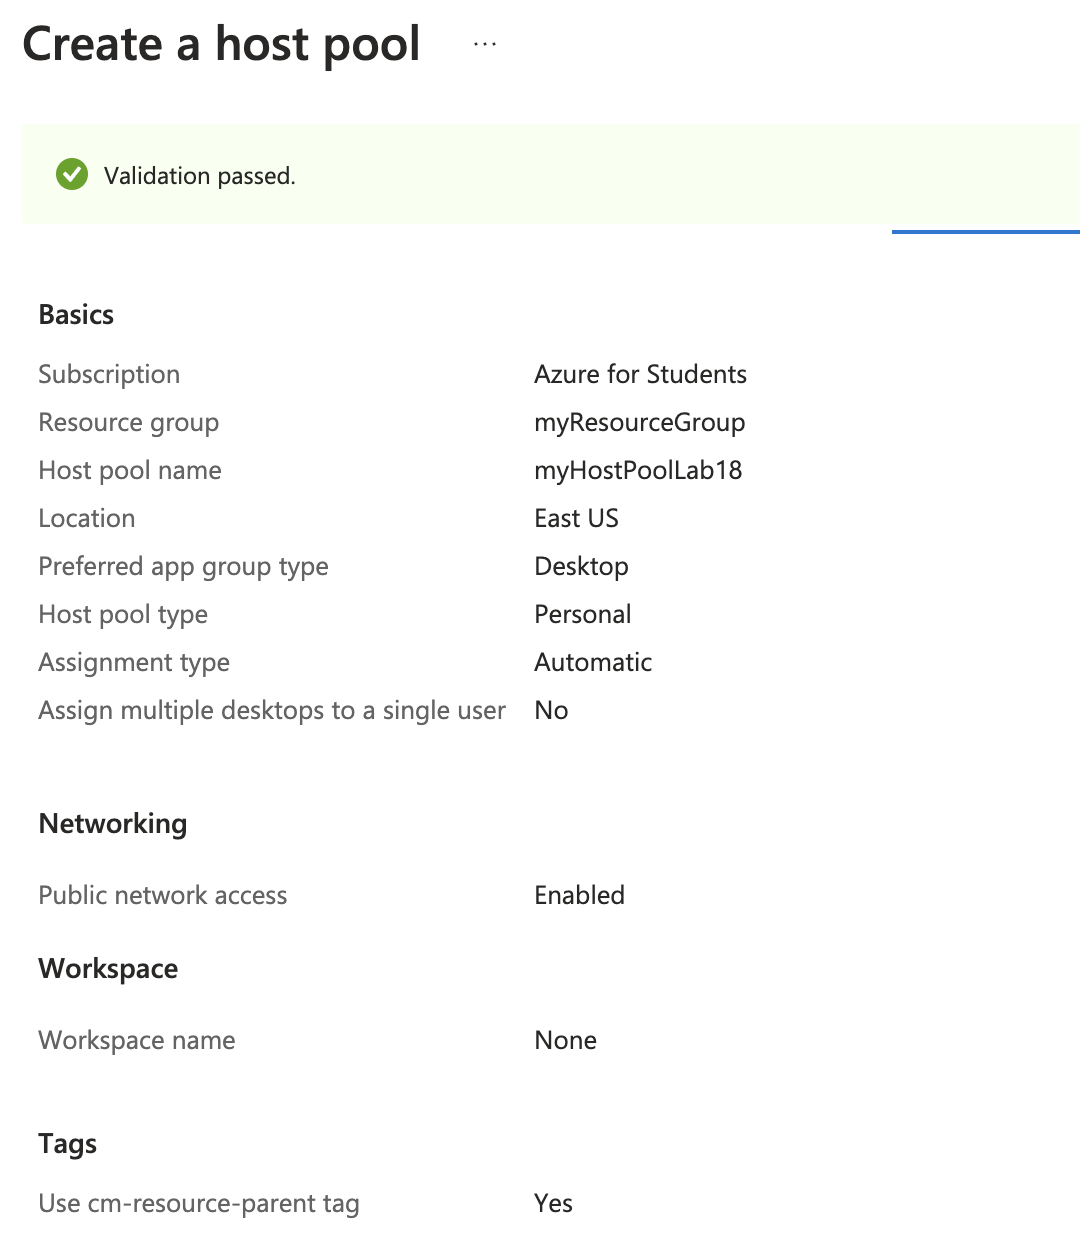 Create a host pool ...
Validation passed.
Basics
Subscription Azure for Students
Resource group myResourceGroup
Host pool name myHostPoolLab18
Location East US
Preferred app group type Desktop
Host pool type Personal
Assignment type Automatic
Assign multiple desktops to a single user No
Networking
Public network access Enabled
Workspace
Workspace name None
Tags
Use cm-resource-parent tag Yes